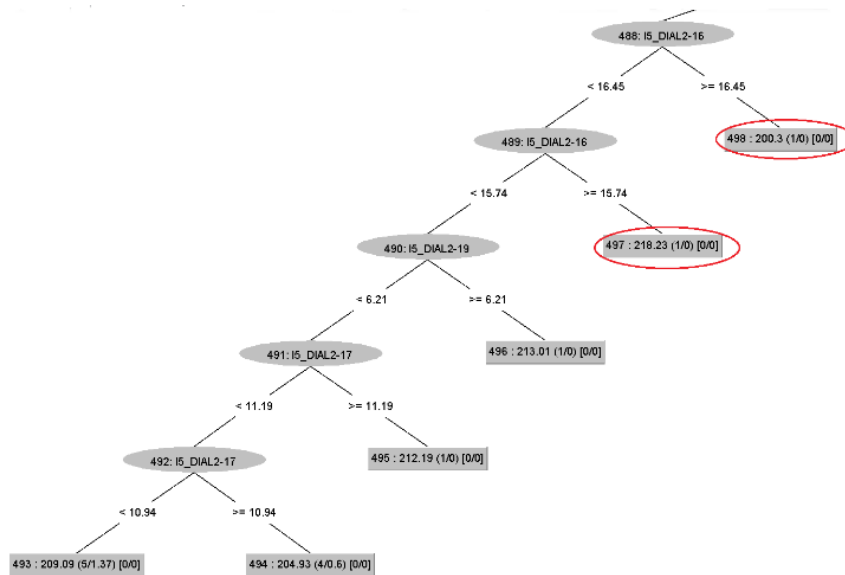 488: I5_DIAL2-16
< 16.45
>= 16.45
489: I5_DIAL2-16
498 : 200.3 (1/0) [0/0]
< 15.74
>= 15.74
490: I5_DIAL2-19
497 : 218.23 (1/0) [0/0]
< 6.21
>= 6.21
491: I5_DIAL2-17
496 : 213.01 (1/0) [0/0]
< 11.19
>= 11.19
492: I5_DIAL2-17
495 : 212.19 (1/0) [0/0]
< 10.94
>= 10.94
493 : 209.09 (5/1.37) [0/0]
494 : 204.93 (4/0.6) [0/0]